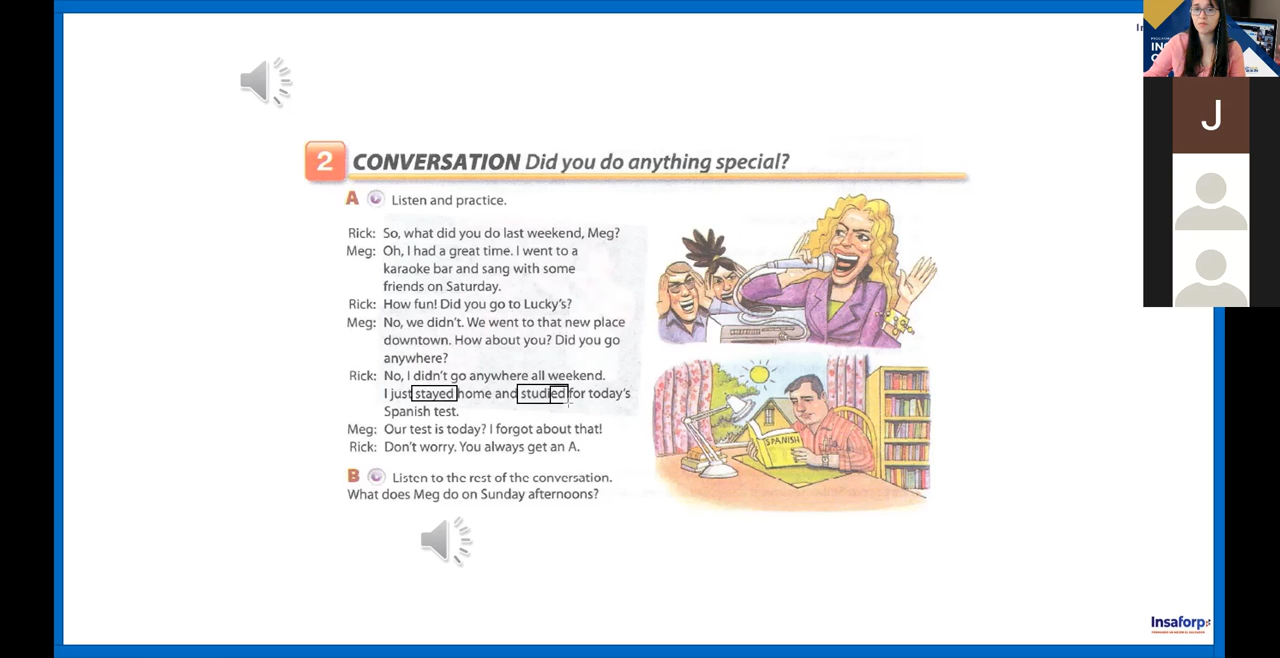 2 CONVERSATION Did you do anything special?
A Listen and practice.
Rick: So, what did you do last weekend, Meg?
Meg: Oh, I had a great time. I went to a
karaoke bar and sang with some
friends on Saturday.
Rick: How fun! Did you go to Lucky's?
Meg: No, we didn't. We went to that new place
downtown. How about you? Did you go
anywhere?
Rick: No, I didn't go anywhere all weekend.
I just stayed home and studied for today's
Spanish test.
Meg: Our test is today? I forgot about that!
Rick: Don't worry. You always get an A.
B Listen to the rest of the conversation.
What does Meg do on Sunday afternoons?
SPANISH
J
Insaforp